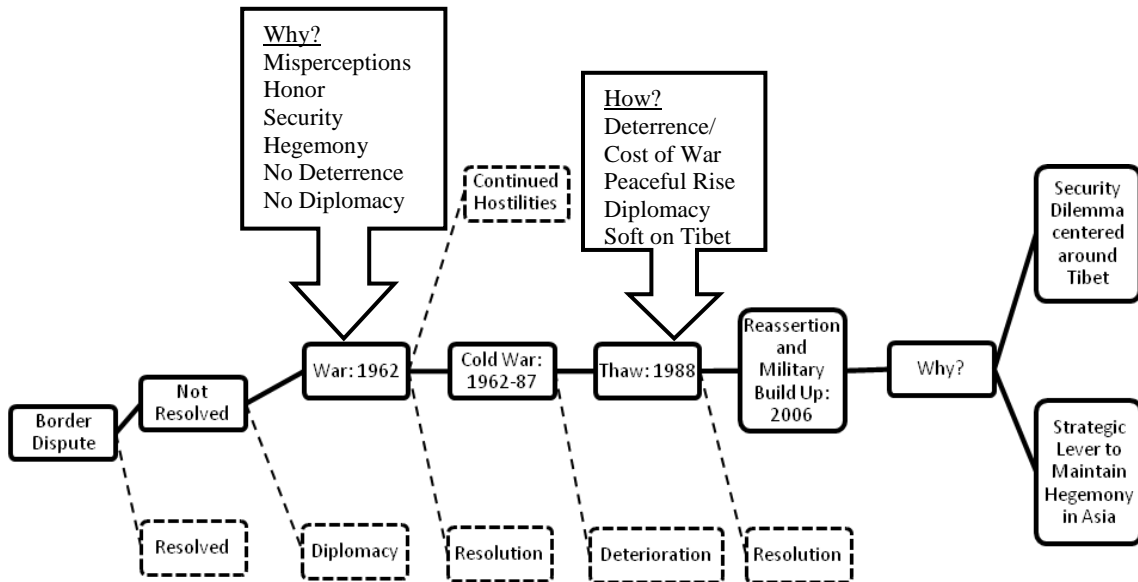 Why?
Misperceptions
Honor
Security
Hegemony
No Deterrence
No Diplomacy
How?
Deterrence/
Cost of War
Peaceful Rise
Diplomacy
Soft on Tibet
Continued
Hostilities
Security
Dilemma
centered
around
Tibet
Border
Dispute
Not
Resolved
War: 1962
Cold War:
1962-87
Thaw: 1988
Reassertion
and
Military
Build Up:
2006
Why?
Strategic
Lever to
Maintain
Hegemony
in Asia
Resolved
Diplomacy
Resolution
Deterioration
Resolution